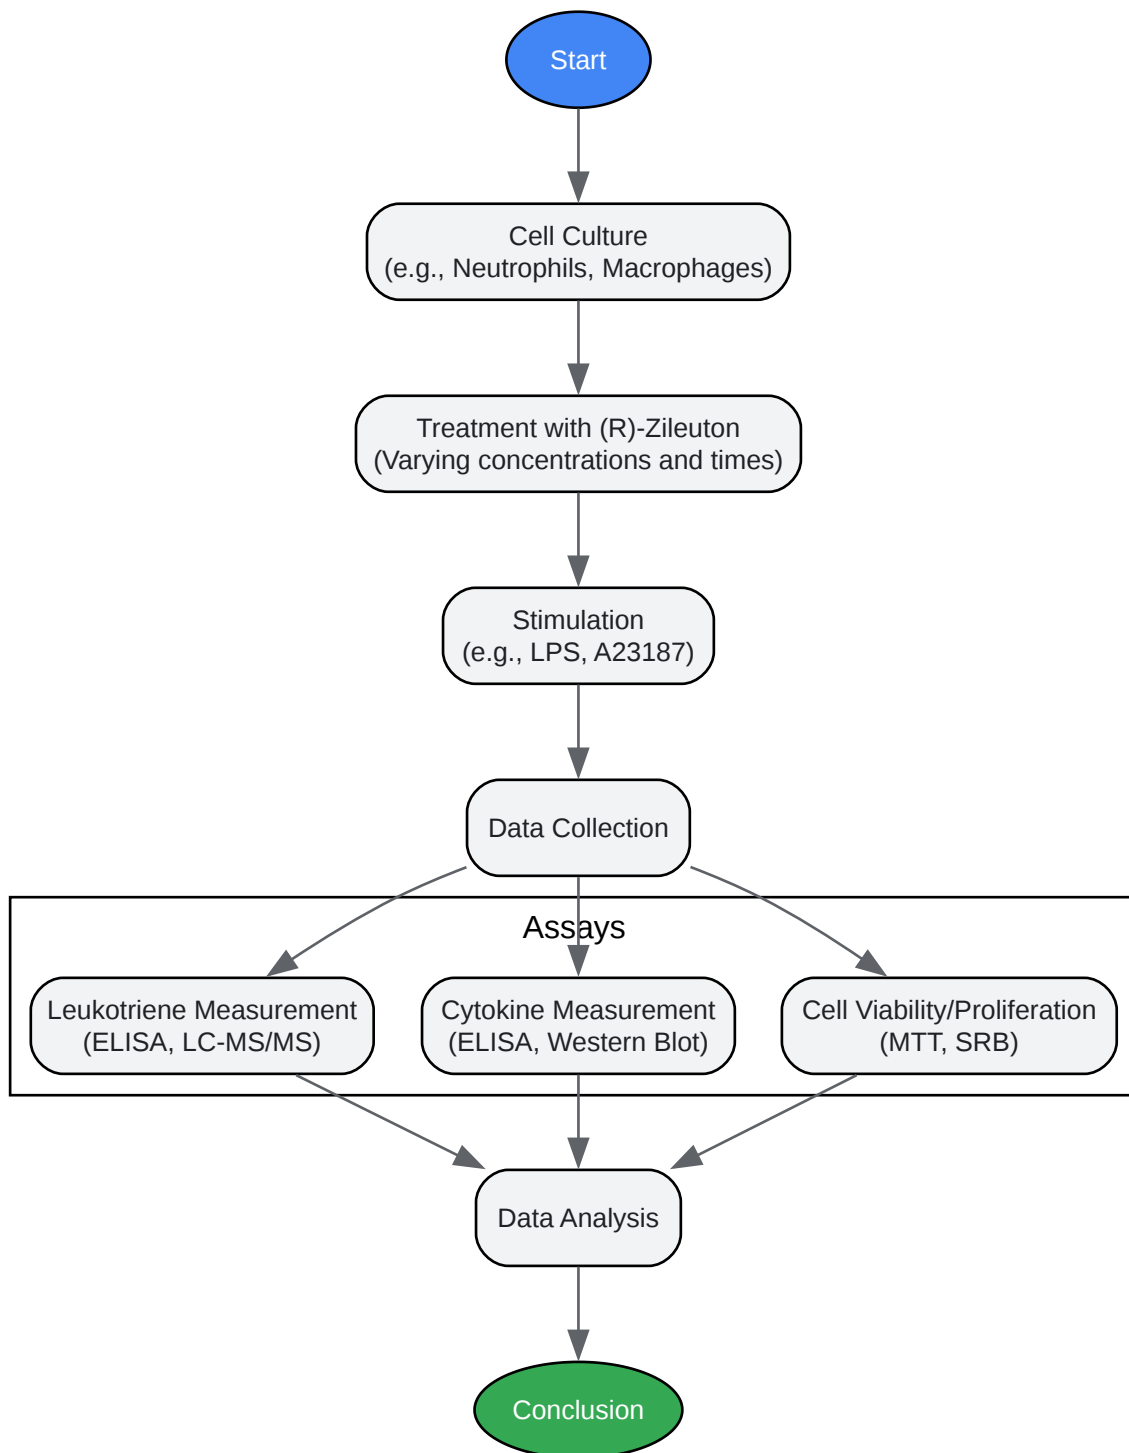 Start
Cell Culture
(e.g., Neutrophils, Macrophages)
Treatment with (R)-Zileuton
(Varying concentrations and times)
Stimulation
(e.g., LPS, A23187)
Data Collection
Assays
Leukotriene Measurement
(ELISA, LC-MS/MS)
Cytokine Measurement
(ELISA, Western Blot)
Cell Viability/Proliferation
(MTT, SRB)
Data Analysis
Conclusion